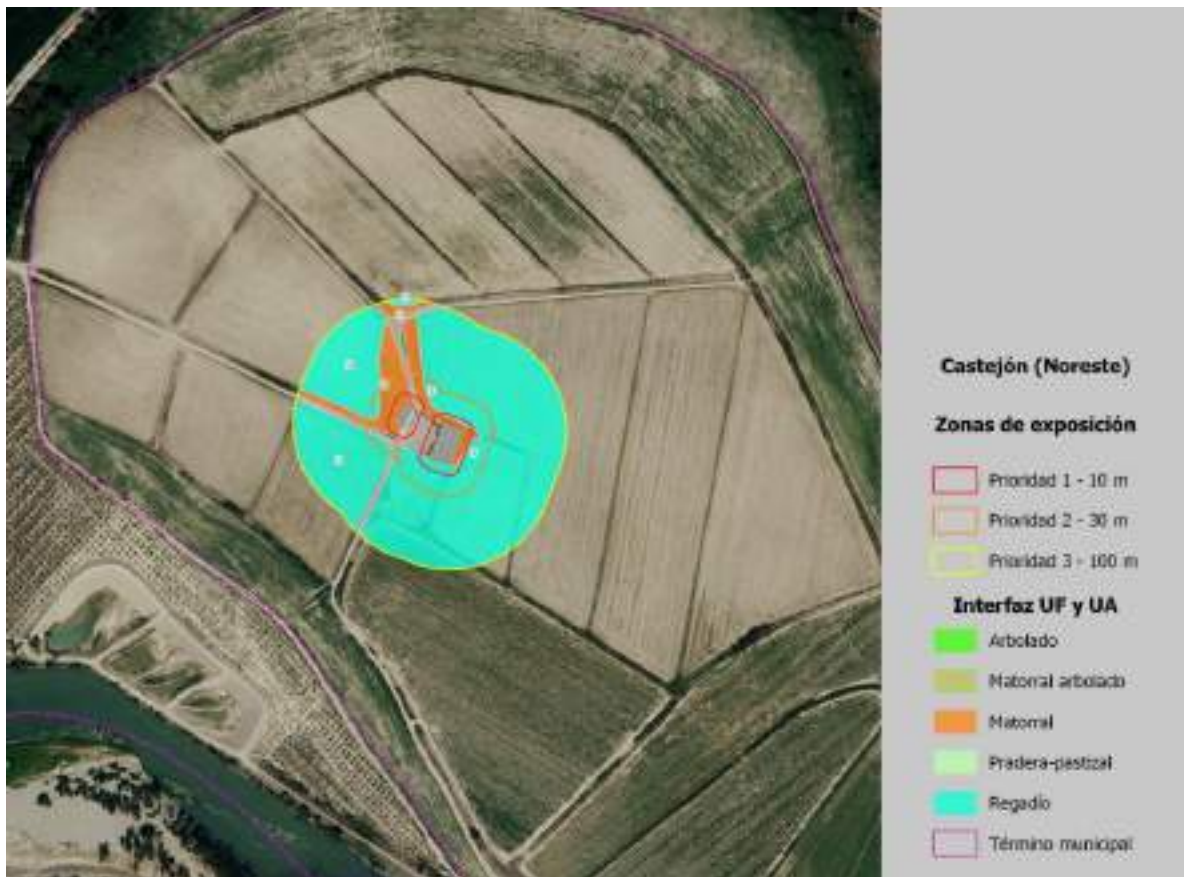 Castejón (Noreste)
Zonas de exposición
Prioridad 1 - 10 m
Prioridad 2 - 30 m
Prioridad 3 - 100 m
Interfaz UF y UA
Arbolado
Matorral arbolado
Matorral
Pradera-pastizal
Regadío
Término municipal